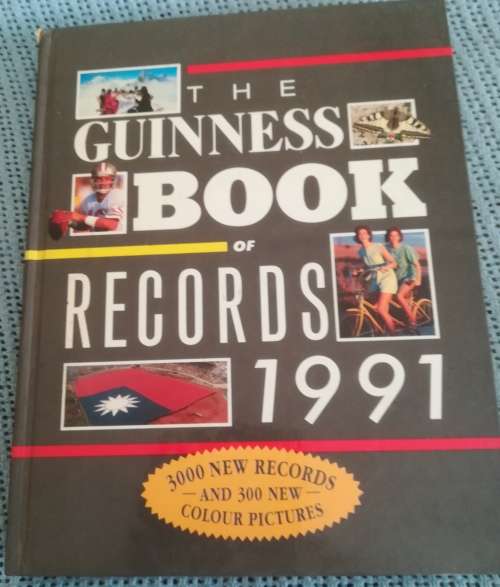 THE
GUINNESS
BOOK
OF
RECORDS
1991
3000 NEW RECORDS
— AND 300 NEW —
COLOUR PICTURES